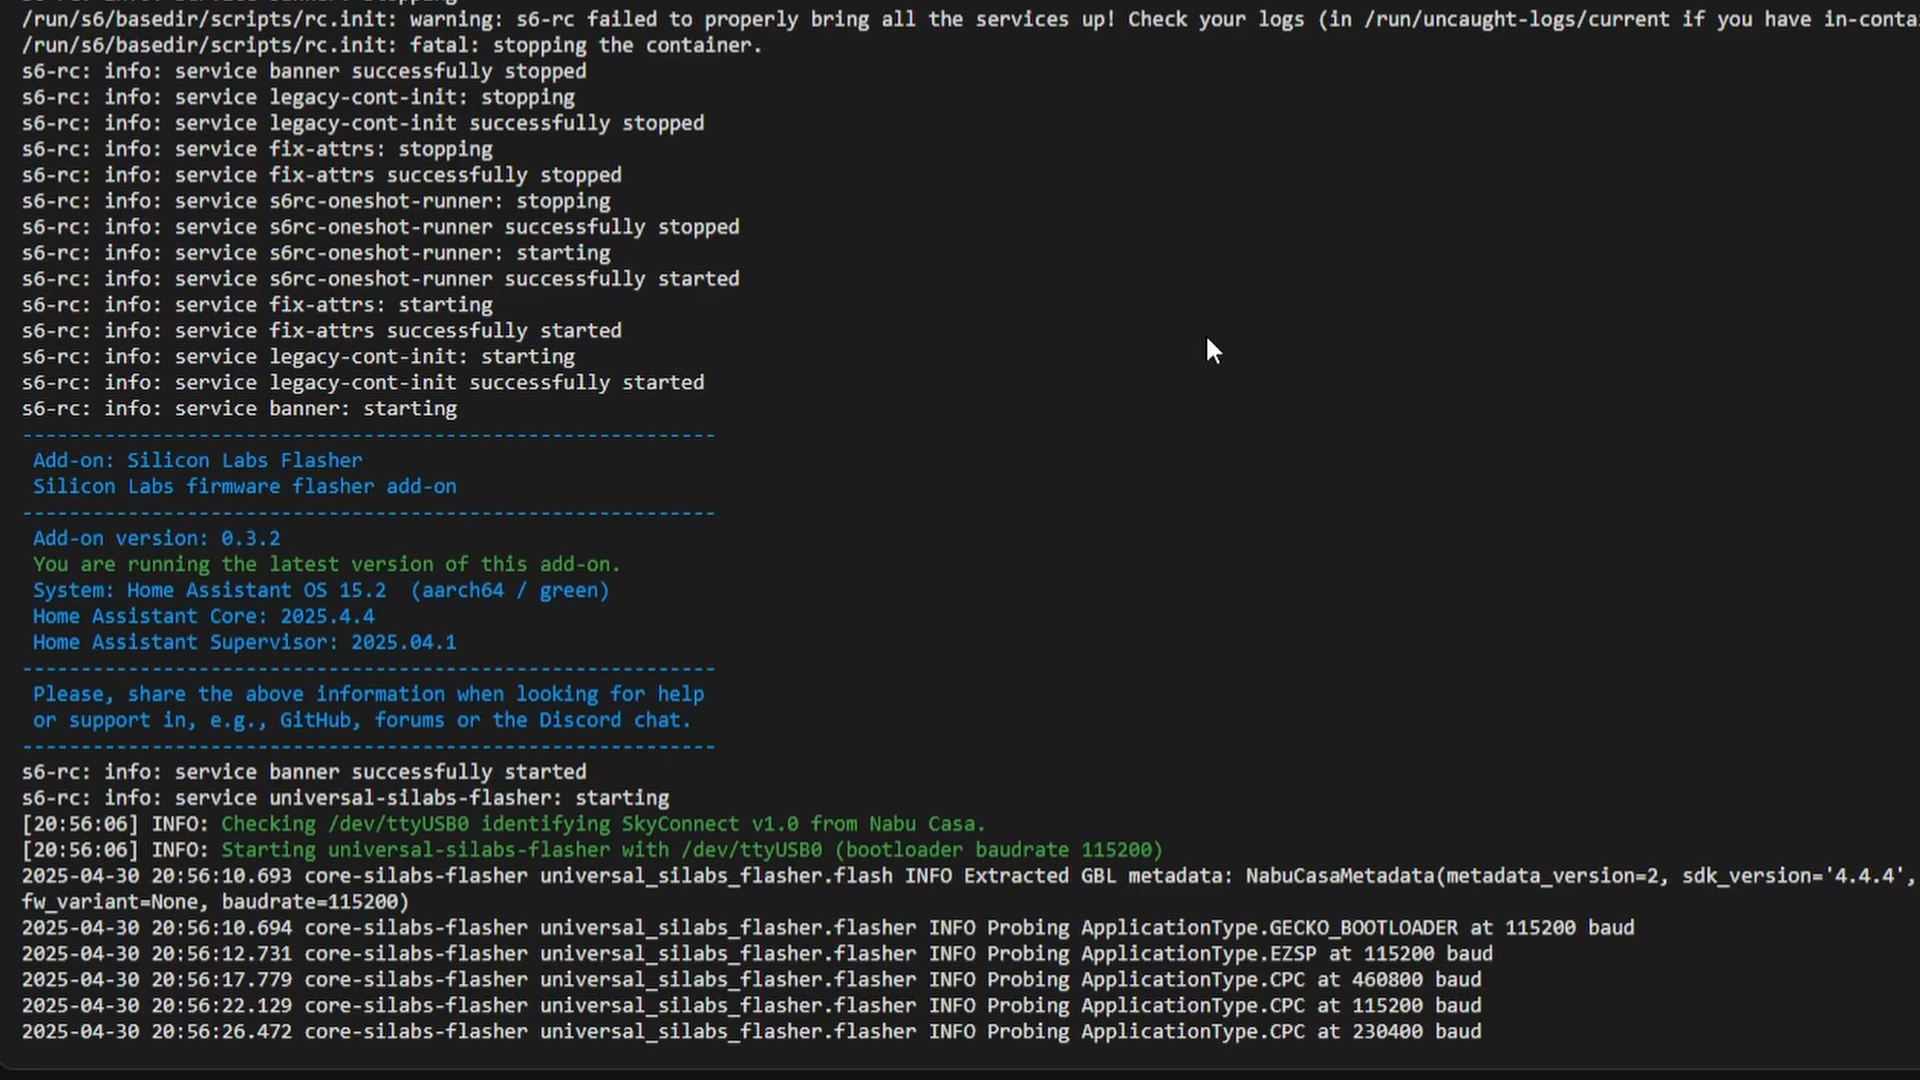 /run/s6/basedir/scripts/rc.init: warning: s6-rc failed to properly bring all the services up! Check your logs (in /run/uncaught-logs/current if you have in-conta
/run/s6/basedir/scripts/rc.init: fatal: stopping the container.
s6-rc: info: service banner successfully stopped
s6-rc: info: service legacy-cont-init: stopping
s6-rc: info: service legacy-cont-init successfully stopped
s6-rc: info: service fix-attrs: stopping
s6-rc: info: service fix-attrs successfully stopped
s6-rc: info: service s6rc-oneshot-runner: stopping
s6-rc: info: service s6rc-oneshot-runner successfully stopped
s6-rc: info: service s6rc-oneshot-runner: starting
s6-rc: info: service s6rc-oneshot-runner successfully started
s6-rc: info: service fix-attrs: starting
s6-rc: info: service fix-attrs successfully started
s6-rc: info: service legacy-cont-init: starting
s6-rc: info: service legacy-cont-init successfully started
s6-rc: info: service banner: starting
-----------------------------------------------------------
Add-on: Silicon Labs Flasher
Silicon Labs firmware flasher add-on
-----------------------------------------------------------
Add-on version: 0.3.2
You are running the latest version of this add-on.
System: Home Assistant OS 15.2  (aarch64 / green)
Home Assistant Core: 2025.4.4
Home Assistant Supervisor: 2025.04.1
-----------------------------------------------------------
Please, share the above information when looking for help
or support in, e.g., GitHub, forums or the Discord chat.
-----------------------------------------------------------
s6-rc: info: service banner successfully started
s6-rc: info: service universal-silabs-flasher: starting
[20:56:06] INFO: Checking /dev/ttyUSB0 identifying SkyConnect v1.0 from Nabu Casa.
[20:56:06] INFO: Starting universal-silabs-flasher with /dev/ttyUSB0 (bootloader baudrate 115200)
2025-04-30 20:56:10.693 core-silabs-flasher universal_silabs_flasher.flash INFO Extracted GBL metadata: NabuCasaMetadata(metadata_version=2, sdk_version='4.4.4',
fw_variant=None, baudrate=115200)
2025-04-30 20:56:10.694 core-silabs-flasher universal_silabs_flasher.flasher INFO Probing ApplicationType.GECKO_BOOTLOADER at 115200 baud
2025-04-30 20:56:12.731 core-silabs-flasher universal_silabs_flasher.flasher INFO Probing ApplicationType.EZSP at 115200 baud
2025-04-30 20:56:17.779 core-silabs-flasher universal_silabs_flasher.flasher INFO Probing ApplicationType.CPC at 460800 baud
2025-04-30 20:56:22.129 core-silabs-flasher universal_silabs_flasher.flasher INFO Probing ApplicationType.CPC at 115200 baud
2025-04-30 20:56:26.472 core-silabs-flasher universal_silabs_flasher.flasher INFO Probing ApplicationType.CPC at 230400 baud